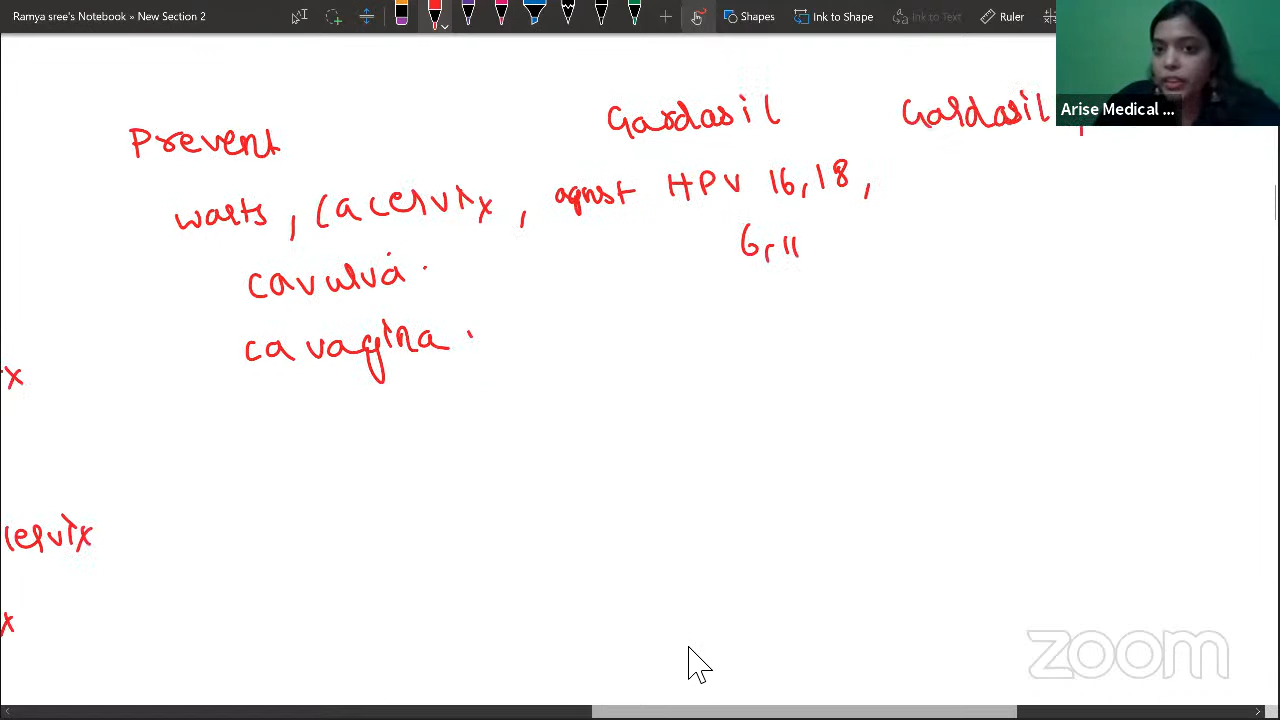 Ramya sree's Notebook » New Section 2
Shapes
Ink to Shape
Ink to Text
Ruler
Arise Medical ...
Prevent
Gardasil
Gardasil
warts, Ca cervix, agnst HPV 16, 18,
6, 11
ca vulva.
ca vagina.
x
cervix
x
zoom